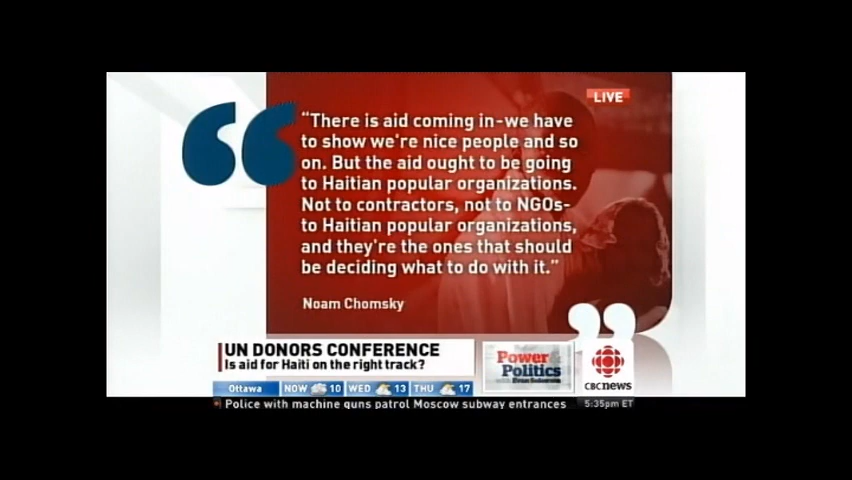 LIVE
“There is aid coming in-we have
to show we're nice people and so
on. But the aid ought to be going
to Haitian popular organizations.
Not to contractors, not to NGOs-
to Haitian popular organizations,
and they're the ones that should
be deciding what to do with it.”
Noam Chomsky
UN DONORS CONFERENCE
Is aid for Haiti on the right track?
Power&
Politics
with Evan Solomon
CBCNEWS
Ottawa NOW 10 WED 13 THU 17
Police with machine guns patrol Moscow subway entrances 5:35pm ET